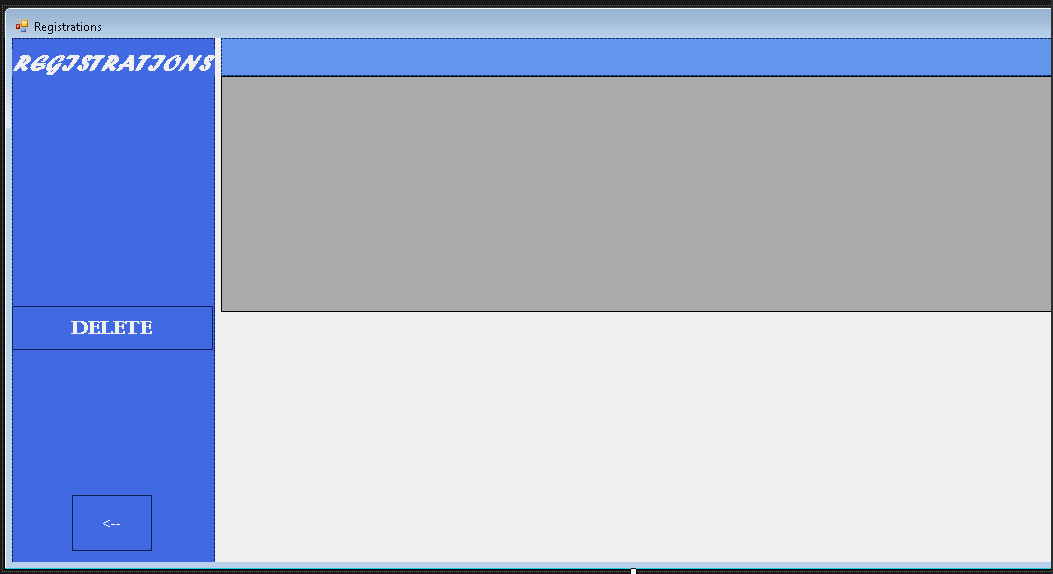 Registrations
REGISTRATIONS
DELETE
<--